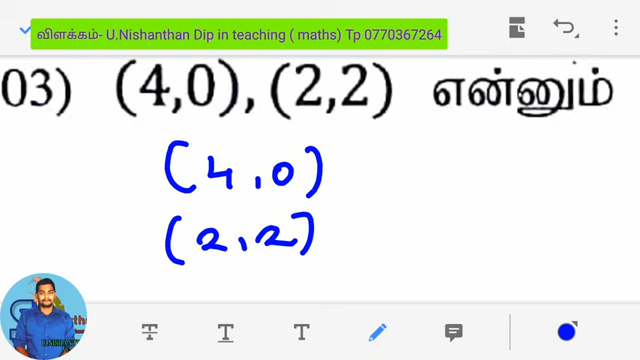 விளக்கம்- U.Nishanthan Dip in teaching ( maths) Tp 0770367264
03) (4,0), (2,2) என்னும்
(4,0)
(2,2)
T T T